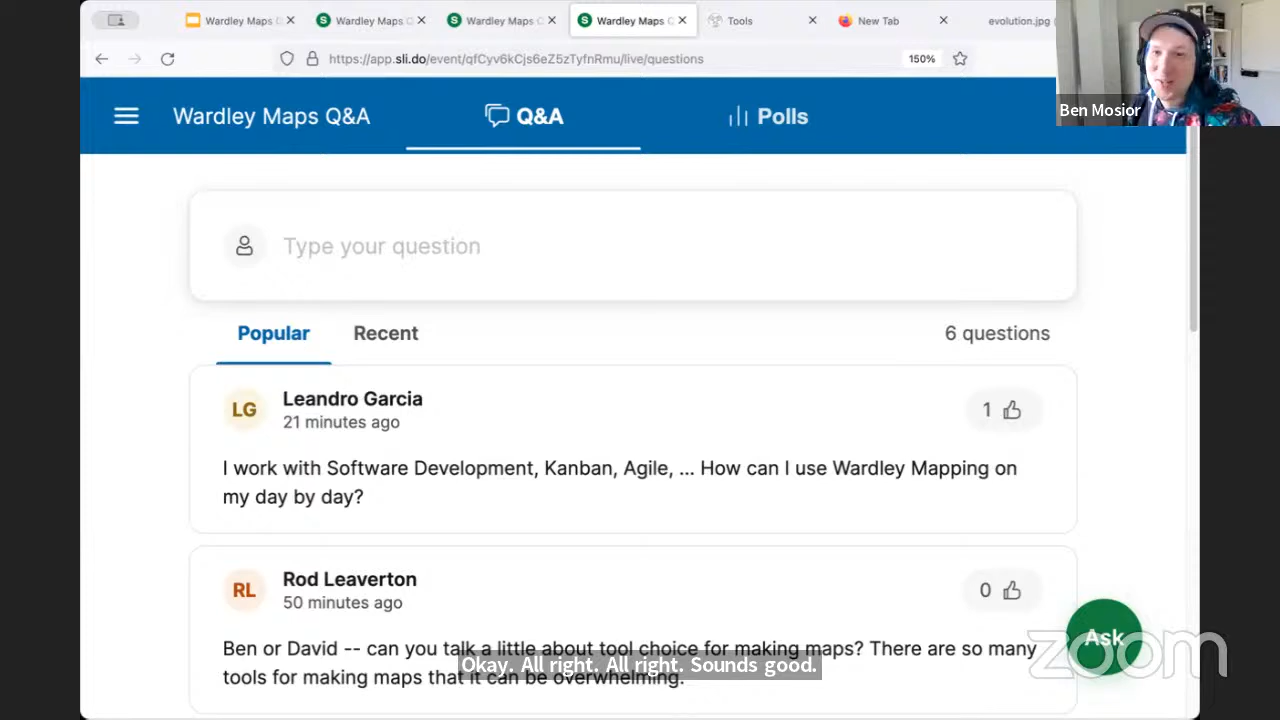 Wardley Maps Q
Wardley Maps Q
Wardley Maps Q
Wardley Maps Q
Tools
New Tab
evolution.jpg
https://app.sli.do/event/qfCyv6kCjs6eZ5zTyfnRmu/live/questions
150%
Ben Mosior
Wardley Maps Q&A
Q&A
Polls
Type your question
Popular
Recent
6 questions
LG
Leandro Garcia
21 minutes ago
1
I work with Software Development, Kanban, Agile, ... How can I use Wardley Mapping on
my day by day?
RL
Rod Leaverton
50 minutes ago
0
Ben or David -- can you talk a little about tool choice for making maps? There are so many
tools for making maps that it can be overwhelming.
Okay. All right. All right. Sounds good.
Ask
zoom